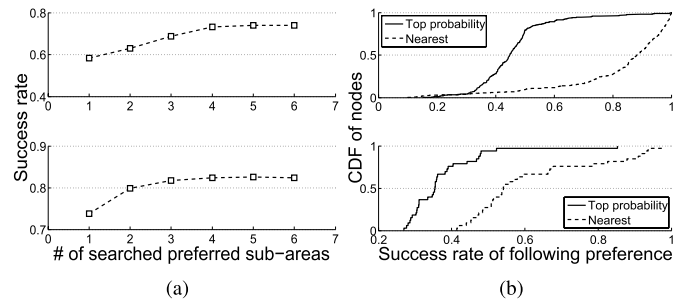 Success rate
0.8
0.6
0.4
0 1 2 3 4 5 6 7
0.9
0.8
0.7
0 1 2 3 4 5 6 7
# of searched preferred sub-areas
(a)
CDF of nodes
1
0.5
0
0 0.2 0.4 0.6 0.8 1
Top probability
Nearest
1
0.5
0
0.2 0.4 0.6 0.8 1
Top probability
Nearest
Success rate of following preference
(b)